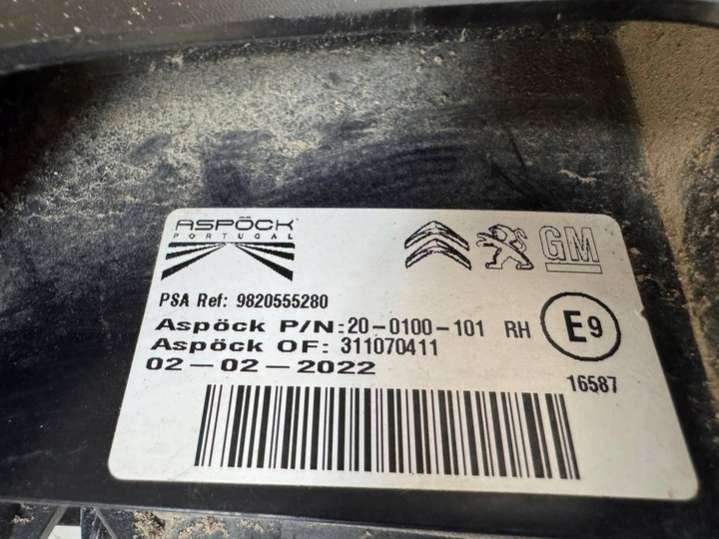 ASPÖCK
PORTUGAL
GM
PSA Ref: 9820555280
Aspöck P/N:20-0100-101 RH
E9
Aspöck OF: 311070411
02-02-2022
16587